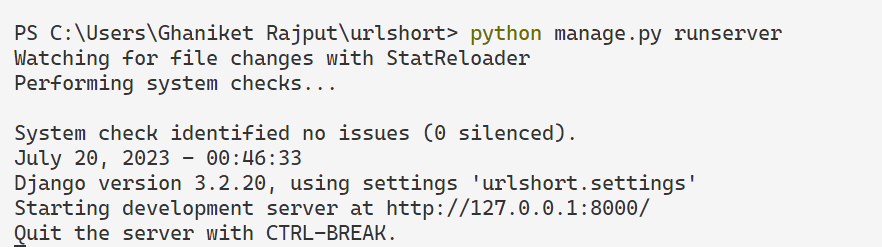 PS C:\Users\Ghaniket Rajput\urlshort> python manage.py runserver
Watching for file changes with StatReloader
Performing system checks...
System check identified no issues (0 silenced).
July 20, 2023 - 00:46:33
Django version 3.2.20, using settings 'urlshort.settings'
Starting development server at http://127.0.0.1:8000/
Quit the server with CTRL-BREAK.